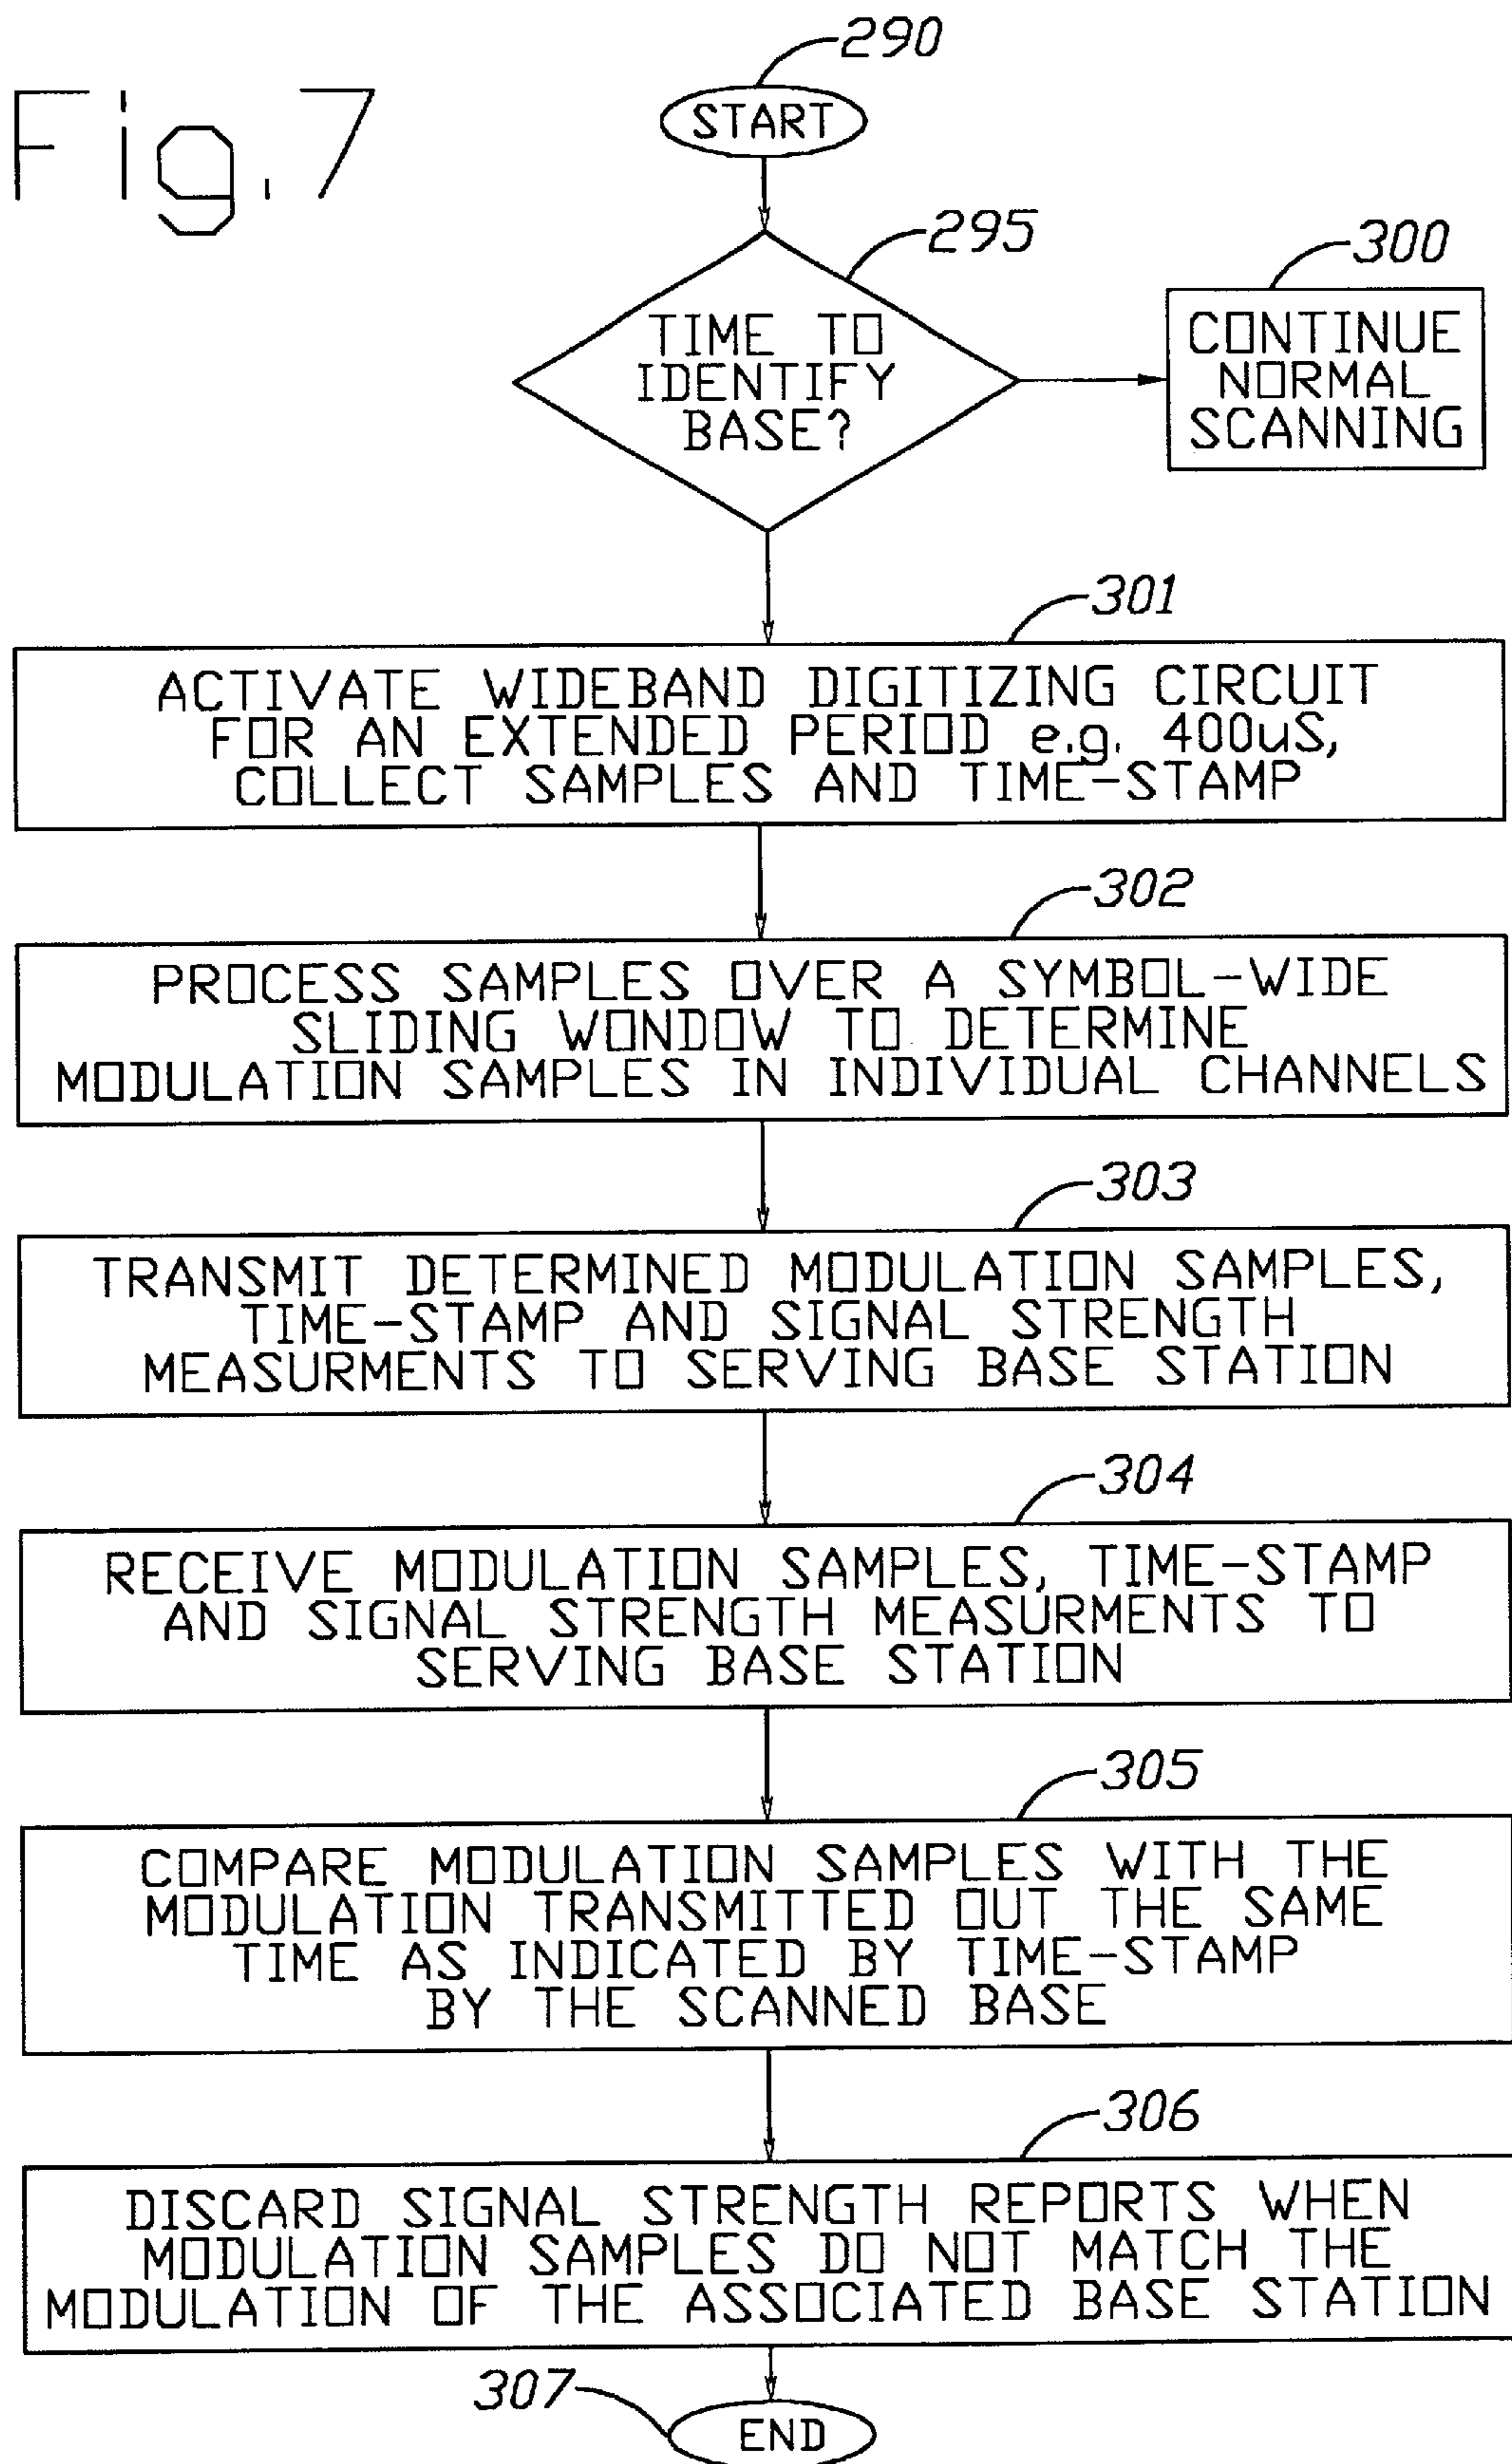 Fig.7
290
START
295
TIME TO
IDENTIFY
BASE?
300
CONTINUE
NORMAL
SCANNING
301
ACTIVATE WIDEBAND DIGITIZING CIRCUIT
FOR AN EXTENDED PERIOD e.g. 400uS,
COLLECT SAMPLES AND TIME-STAMP
302
PROCESS SAMPLES OVER A SYMBOL-WIDE
SLIDING WONDOW TO DETERMINE
MODULATION SAMPLES IN INDIVIDUAL CHANNELS
303
TRANSMIT DETERMINED MODULATION SAMPLES,
TIME-STAMP AND SIGNAL STRENGTH
MEASURMENTS TO SERVING BASE STATION
304
RECEIVE MODULATION SAMPLES, TIME-STAMP
AND SIGNAL STRENGTH MEASURMENTS TO
SERVING BASE STATION
305
COMPARE MODULATION SAMPLES WITH THE
MODULATION TRANSMITTED OUT THE SAME
TIME AS INDICATED BY TIME-STAMP
BY THE SCANNED BASE
306
DISCARD SIGNAL STRENGTH REPORTS WHEN
MODULATION SAMPLES DO NOT MATCH THE
MODULATION OF THE ASSOCIATED BASE STATION
307
END